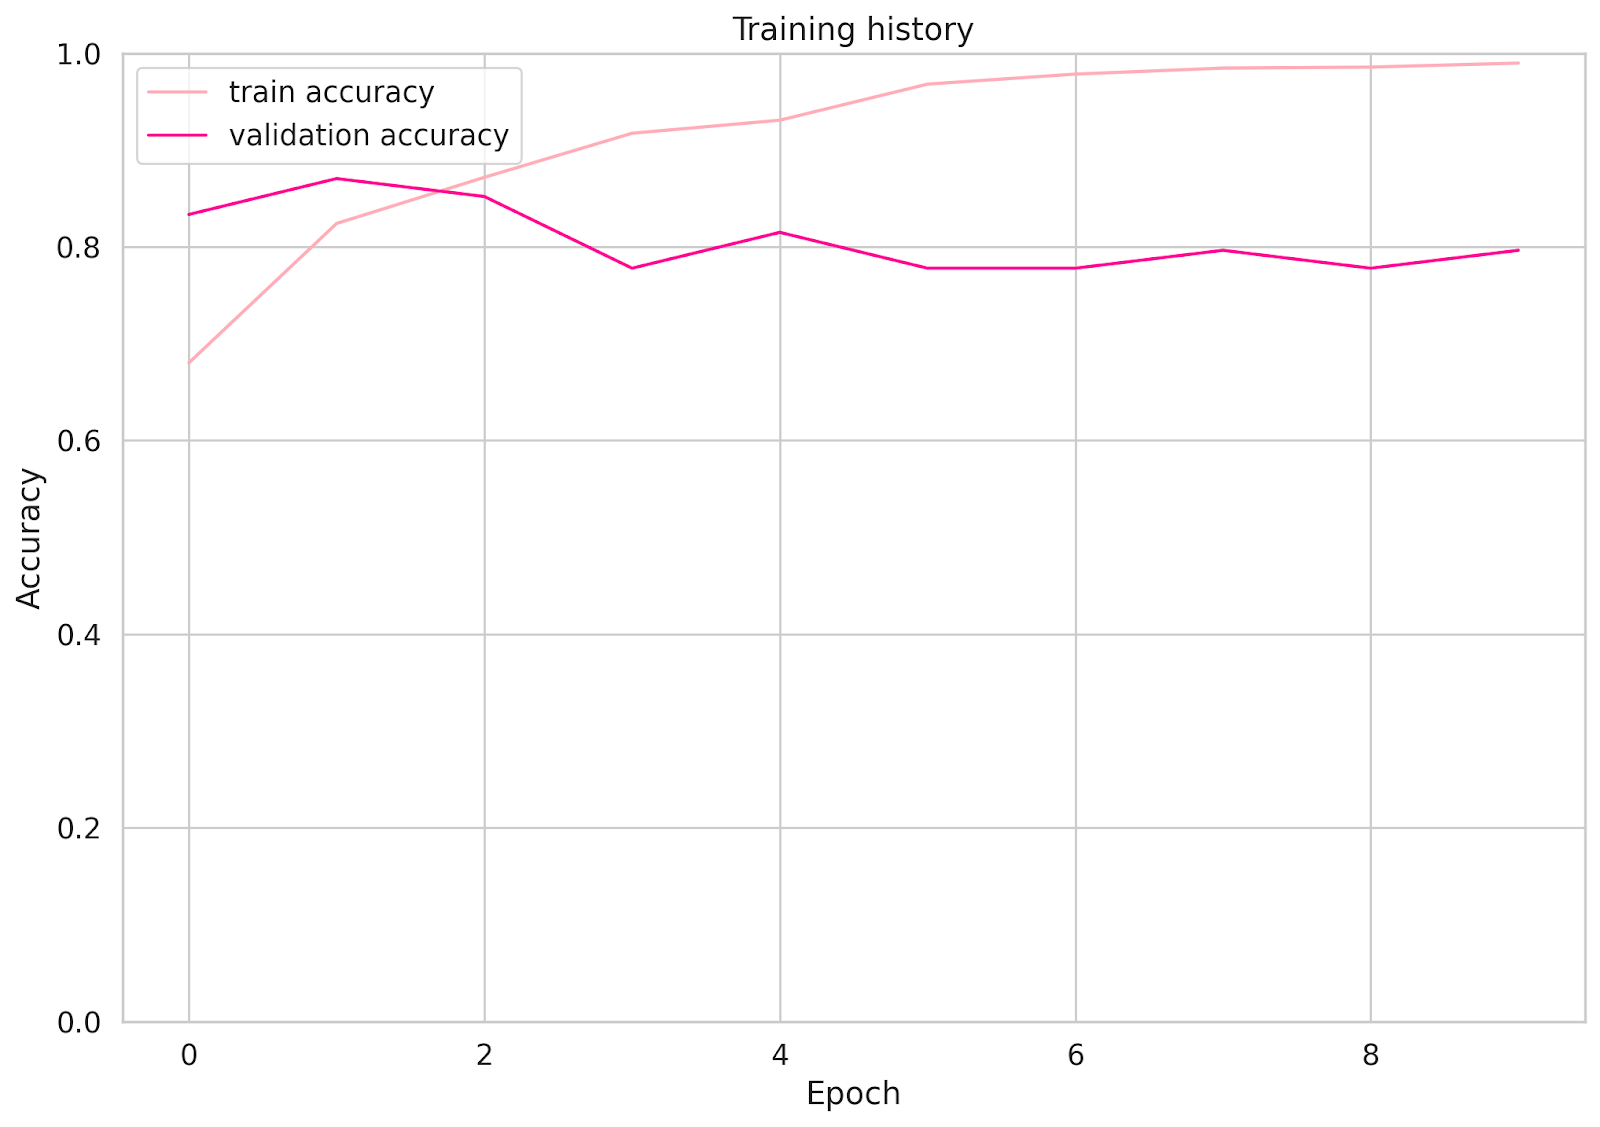 Training history
train accuracy
validation accuracy
1.0
0.8
0.6
0.4
0.2
0.0
Accuracy
0 2 4 6 8
Epoch